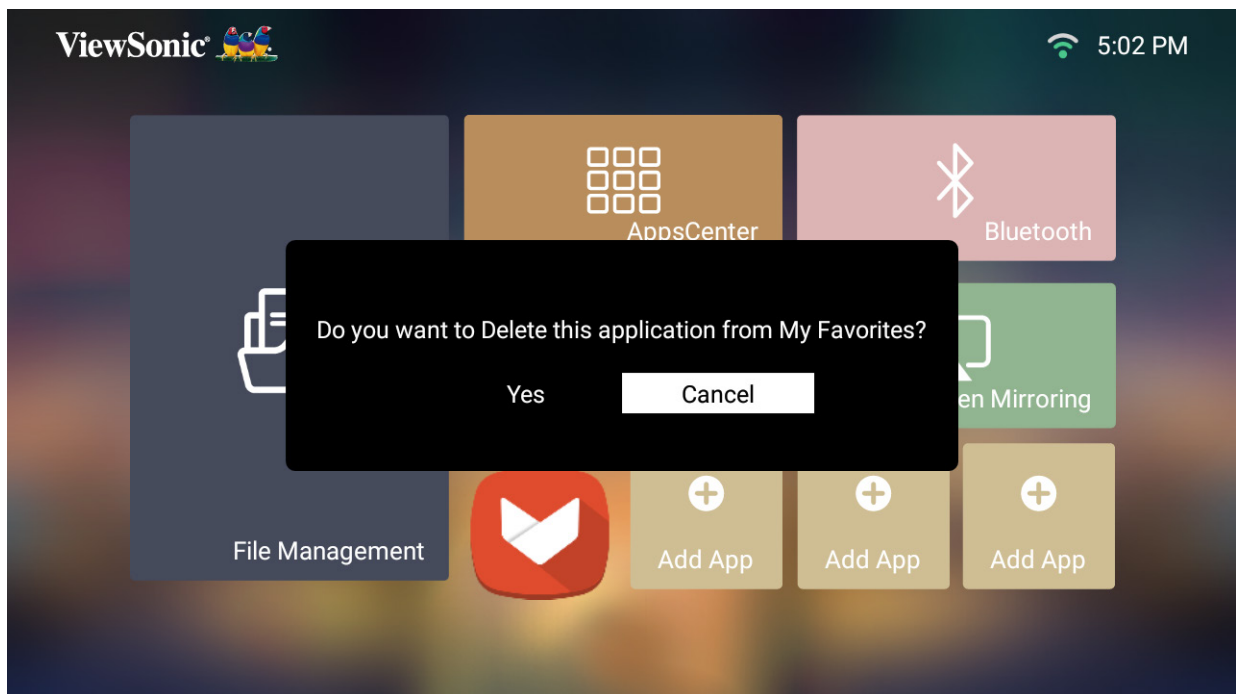 ViewSonic®
5:02 PM
AppsCenter
Bluetooth
Do you want to Delete this application from My Favorites?
Yes
Cancel
en Mirroring
File Management
Add App
Add App
Add App